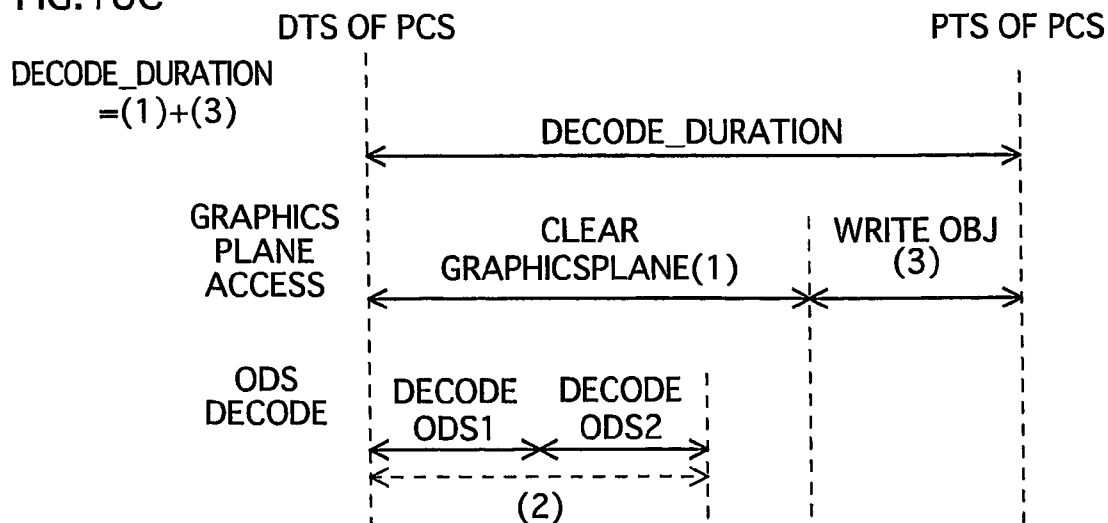 DTS OF PCS
PTS OF PCS
DECODE_DURATION
=(1)+(3)
DECODE_DURATION
GRAPHICS
PLANE
ACCESS
CLEAR
GRAPHICSPLANE(1)
WRITE OBJ
(3)
ODS
DECODE
DECODE
ODS1
DECODE
ODS2
(2)